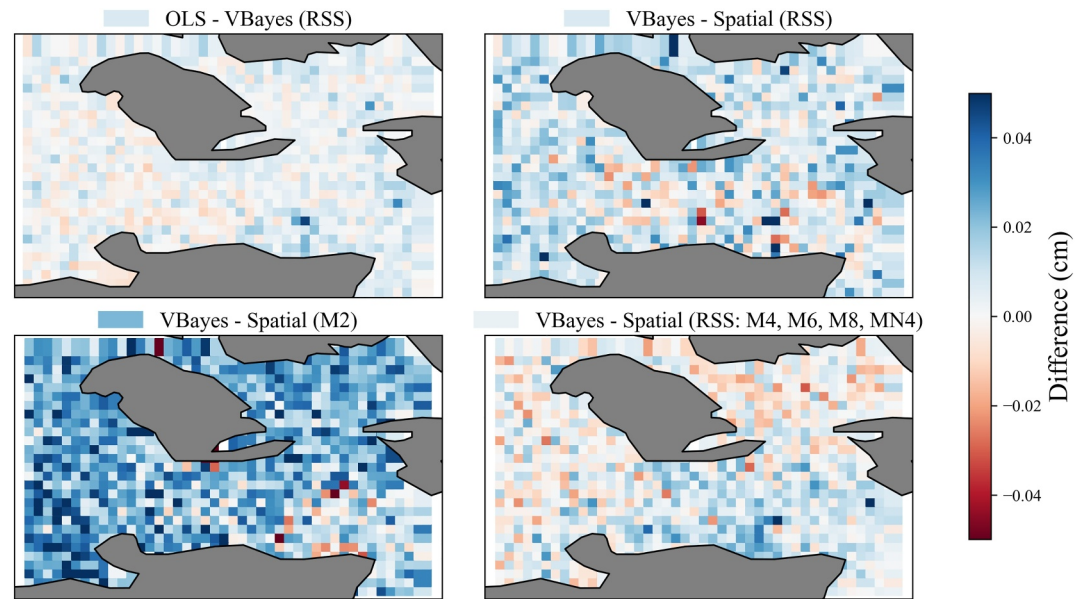 OLS - VBayes (RSS)
VBayes - Spatial (RSS)
VBayes - Spatial (M2)
VBayes - Spatial (RSS: M4, M6, M8, MN4)
0.04
0.02
0.00
−0.02
−0.04
Difference (cm)